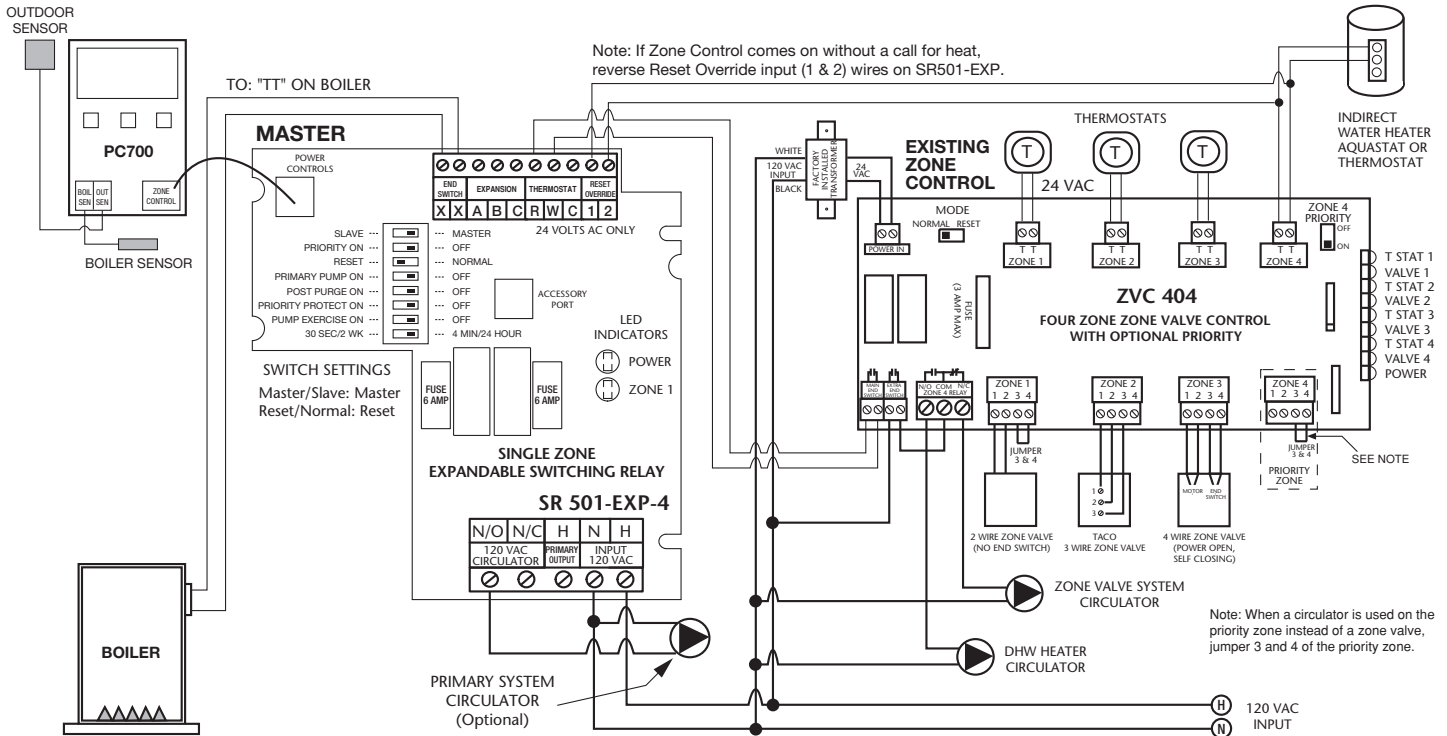 OUTDOOR
SENSOR
PC700
BOIL
SEN
OUT
SEN
ZONE
CONTROL
BOILER SENSOR
TO: "TT" ON BOILER
Note: If Zone Control comes on without a call for heat,
reverse Reset Override input (1 & 2) wires on SR501-EXP.
MASTER
POWER
CONTROLS
END
SWITCH
EXPANSION
THERMOSTAT
RESET
OVERRIDE
X X A B C R W C 1 2
24 VOLTS AC ONLY
SLAVE --- --- MASTER
PRIORITY ON --- --- OFF
RESET --- --- NORMAL
PRIMARY PUMP ON --- --- OFF
POST PURGE ON --- --- OFF
PRIORITY PROTECT ON --- --- OFF
PUMP EXERCISE ON --- --- OFF
30 SEC/2 WK --- --- 4 MIN/24 HOUR
ACCESSORY
PORT
LED
INDICATORS
POWER
ZONE 1
SWITCH SETTINGS
Master/Slave: Master
Reset/Normal: Reset
FUSE
6 AMP
FUSE
6 AMP
SINGLE ZONE
EXPANDABLE SWITCHING RELAY
SR 501-EXP-4
N/O N/C H N H
120 VAC
CIRCULATOR
PRIMARY
OUTPUT
INPUT
120 VAC
BOILER
PRIMARY SYSTEM
CIRCULATOR
(Optional)
WHITE
120 VAC
INPUT
BLACK
FACTORY
INSTALLED
TRANSFORMER
24
VAC
EXISTING
ZONE
CONTROL
THERMOSTATS
T
T
T
24 VAC
INDIRECT
WATER HEATER
AQUASTAT OR
THERMOSTAT
POWER IN
MODE
NORMAL RESET
T T
ZONE 1
T T
ZONE 2
T T
ZONE 3
T T
ZONE 4
ZONE 4
PRIORITY
OFF
ON
T STAT 1
VALVE 1
T STAT 2
VALVE 2
T STAT 3
VALVE 3
T STAT 4
VALVE 4
POWER
FUSE
(3 AMP MAX)
ZVC 404
FOUR ZONE ZONE VALVE CONTROL
WITH OPTIONAL PRIORITY
MAIN
END
SWITCH
EXTRA
END
SWITCH
N/O COM N/C
ZONE 4 RELAY
ZONE 1
1 2 3 4
ZONE 2
1 2 3 4
ZONE 3
1 2 3 4
ZONE 4
1 2 3 4
JUMPER
3 & 4
JUMPER
3 & 4
PRIORITY
ZONE
SEE NOTE
2 WIRE ZONE VALVE
(NO END SWITCH)
1
2
3
TACO
3 WIRE ZONE VALVE
MOTOR
END
SWITCH
4 WIRE ZONE VALVE
(POWER OPEN,
SELF CLOSING)
ZONE VALVE SYSTEM
CIRCULATOR
DHW HEATER
CIRCULATOR
Note: When a circulator is used on the
priority zone instead of a zone valve,
jumper 3 and 4 of the priority zone.
H
N
120 VAC
INPUT